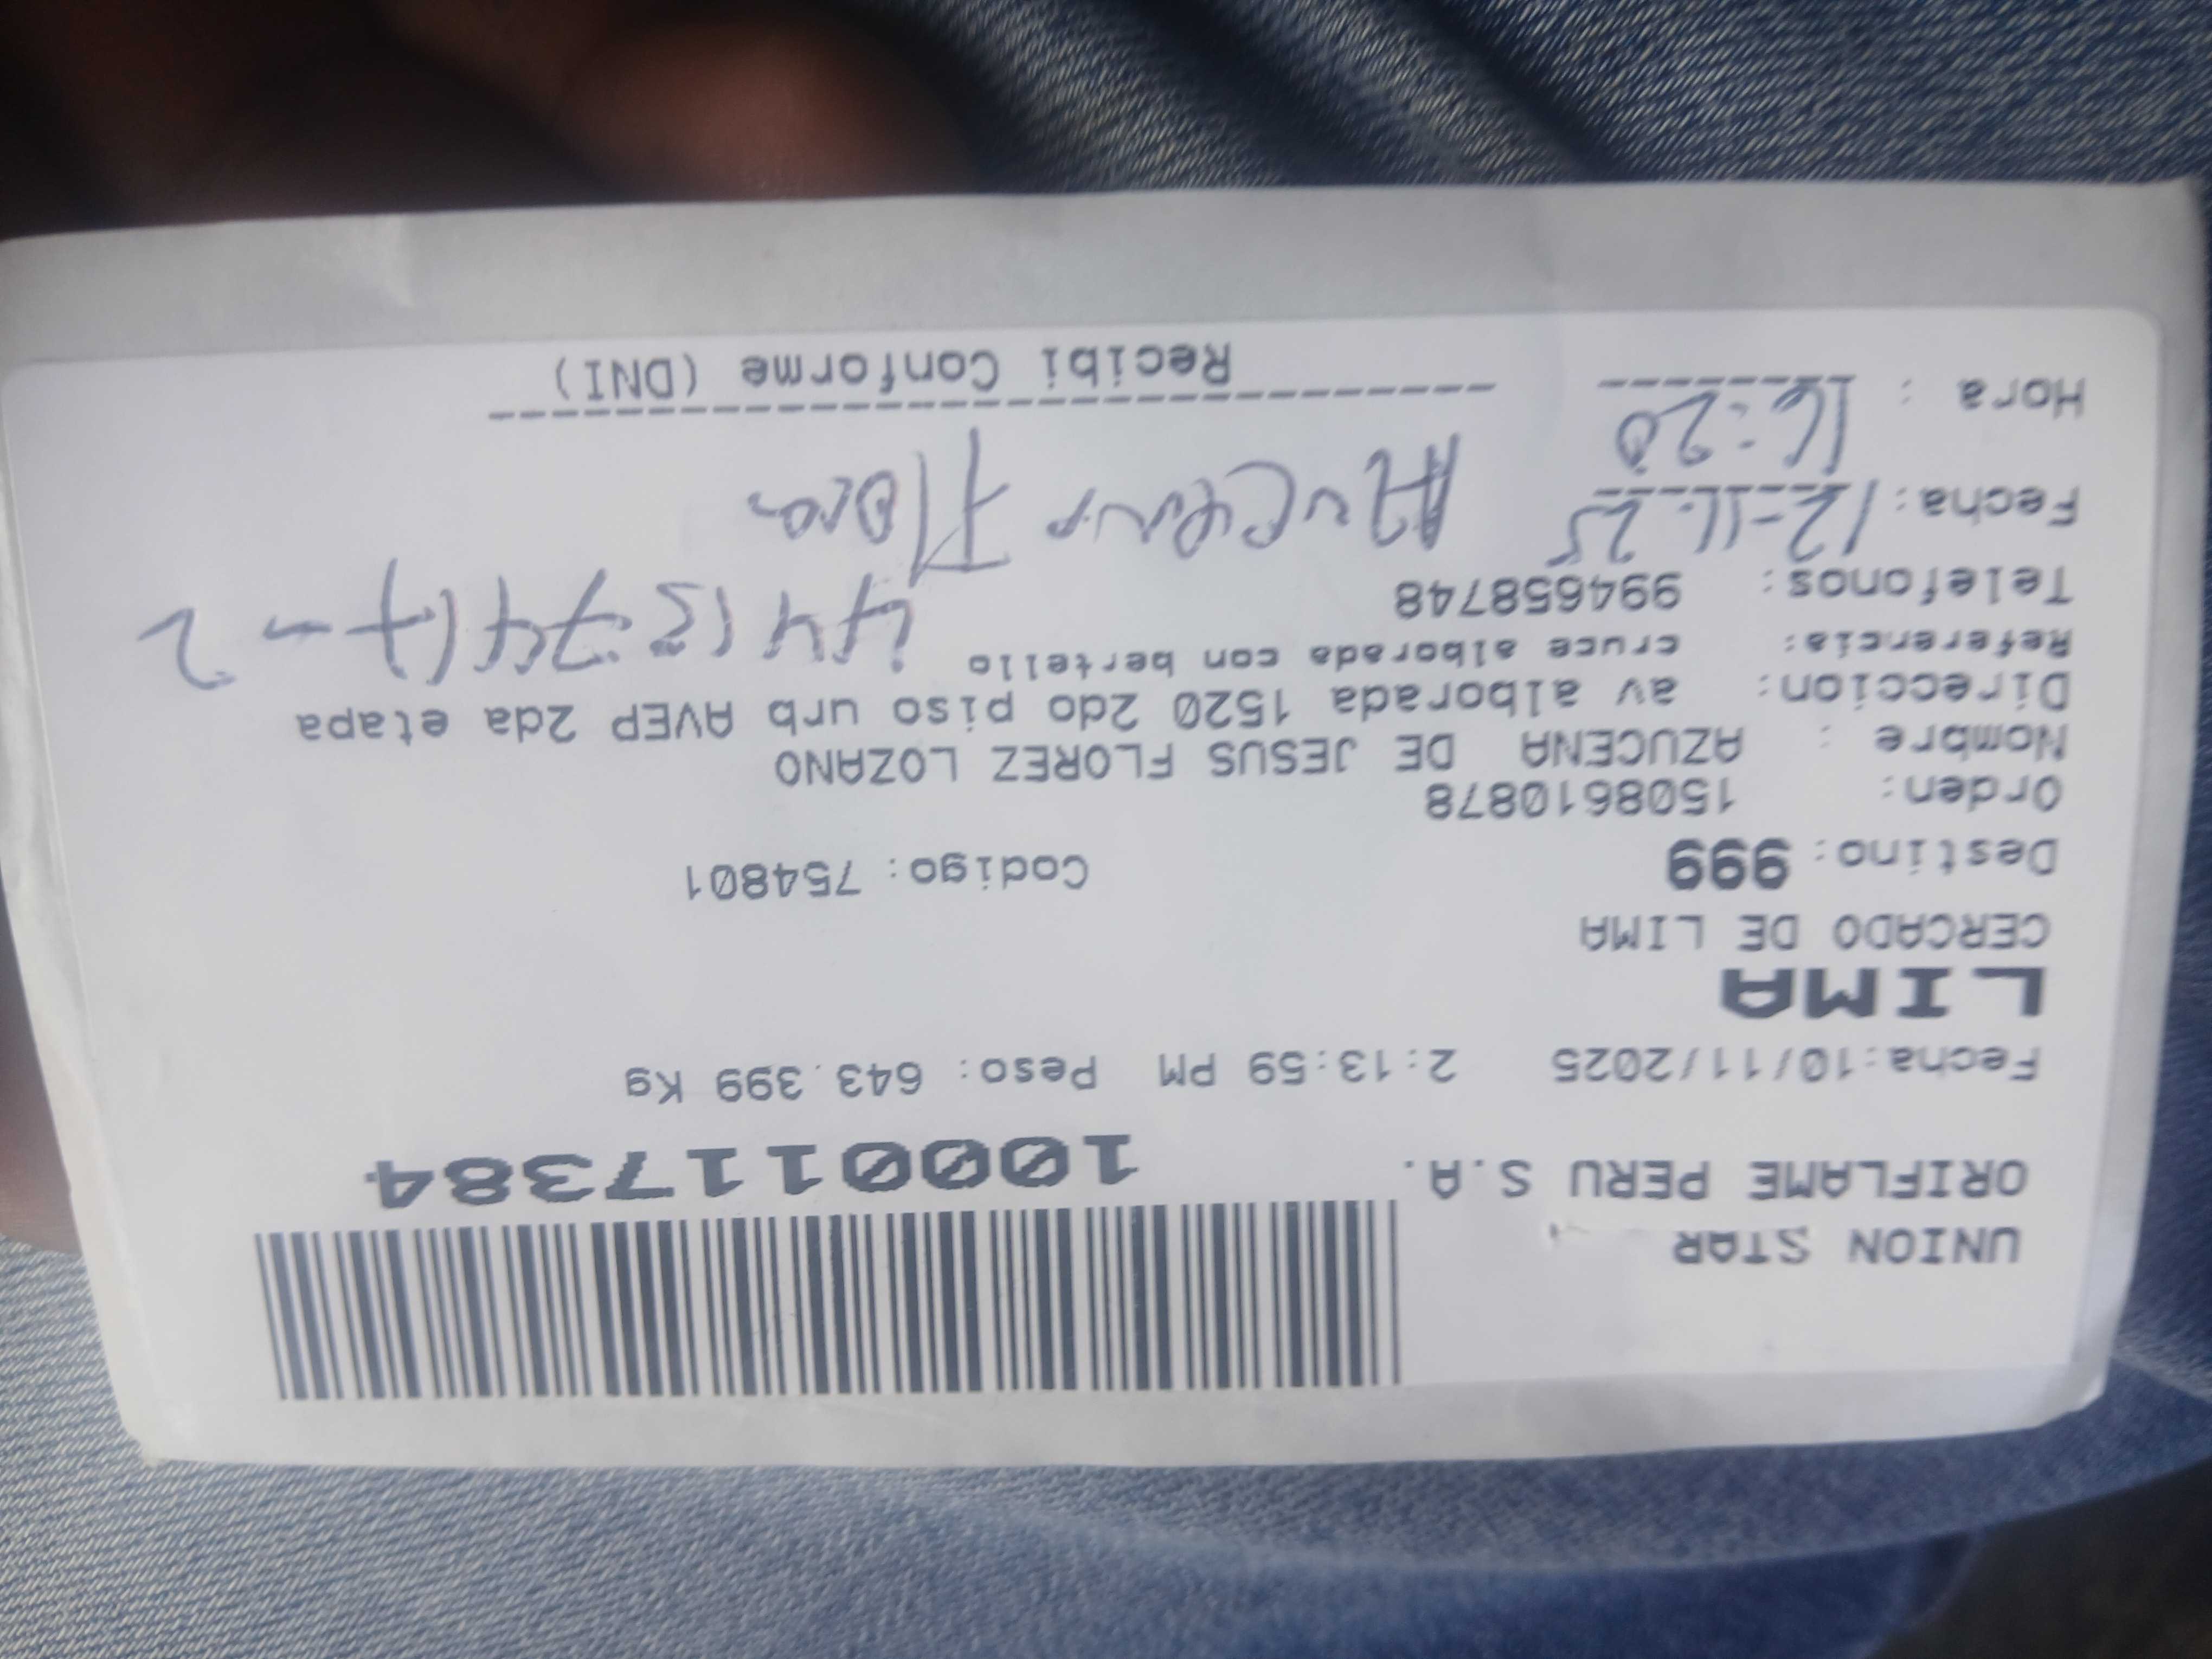 UNION STAR
ORIFLAME PERU S.A. 1000117384
Fecha:10/11/2025 2:13:59 PM Peso: 643.399 Kg
LIMA
CERCADO DE LIMA
Destino: 999 Codigo: 754801
Orden: 1508610878
Nombre : AZUCENA DE JESUS FLOREZ LOZANO
Direccion: av alborada 1520 2do piso urb AVEP 2da etapa
Referencia: cruce alborada con bertello
Telefonos: 994658748
Fecha: 12-11-25
Hora : 16:20
Recibi Conforme (DNI)